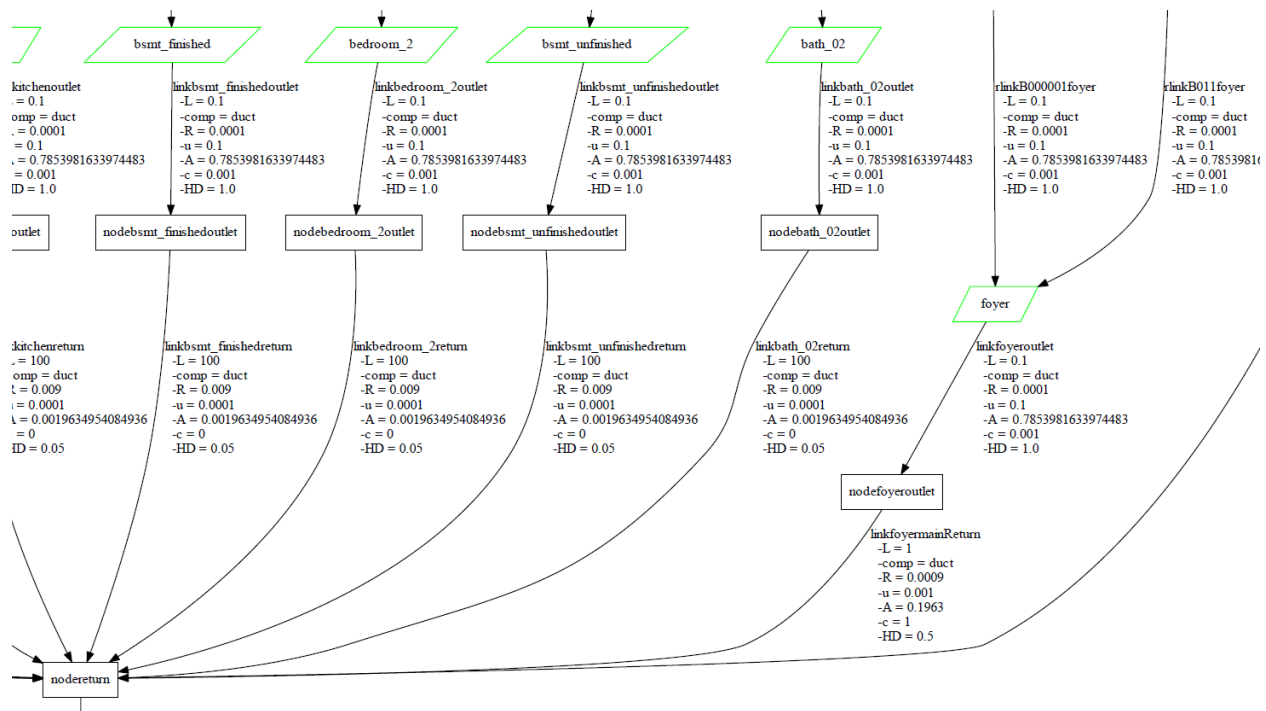 bsmt_finished
bedroom_2
bsmt_unfinished
bath_02
kitchenoutlet
L = 0.1
comp = duct
= 0.0001
= 0.1
A = 0.7853981633974483
= 0.001
HD = 1.0
linkbsmt_finishedoutlet
-L = 0.1
-comp = duct
-R = 0.0001
-u = 0.1
-A = 0.7853981633974483
-c = 0.001
-HD = 1.0
linkbedroom_2outlet
-L = 0.1
-comp = duct
-R = 0.0001
-u = 0.1
-A = 0.7853981633974483
-c = 0.001
-HD = 1.0
linkbsmt_unfinishedoutlet
-L = 0.1
-comp = duct
-R = 0.0001
-u = 0.1
-A = 0.7853981633974483
-c = 0.001
-HD = 1.0
linkbath_02outlet
-L = 0.1
-comp = duct
-R = 0.0001
-u = 0.1
-A = 0.7853981633974483
-c = 0.001
-HD = 1.0
rlinkB000001foyer
-L = 0.1
-comp = duct
-R = 0.0001
-u = 0.1
-A = 0.7853981633974483
-c = 0.001
-HD = 1.0
rlinkB011foyer
-L = 0.1
-comp = duct
-R = 0.0001
-u = 0.1
-A = 0.7853981
-c = 0.001
-HD = 1.0
outlet
nodebsmt_finishedoutlet
nodebedroom_2outlet
nodebsmt_unfinishedoutlet
nodebath_02outlet
foyer
kitchenreturn
L = 100
comp = duct
R = 0.009
u = 0.0001
A = 0.0019634954084936
= 0
HD = 0.05
linkbsmt_finishedreturn
-L = 100
-comp = duct
-R = 0.009
-u = 0.0001
-A = 0.0019634954084936
-c = 0
-HD = 0.05
linkbedroom_2return
-L = 100
-comp = duct
-R = 0.009
-u = 0.0001
-A = 0.0019634954084936
-c = 0
-HD = 0.05
linkbsmt_unfinishedreturn
-L = 100
-comp = duct
-R = 0.009
-u = 0.0001
-A = 0.0019634954084936
-c = 0
-HD = 0.05
linkbath_02return
-L = 100
-comp = duct
-R = 0.009
-u = 0.0001
-A = 0.0019634954084936
-c = 0
-HD = 0.05
linkfoyeroutlet
-L = 0.1
-comp = duct
-R = 0.0001
-u = 0.1
-A = 0.7853981633974483
-c = 0.001
-HD = 1.0
nodefoyeroutlet
linkfoyermainReturn
-L = 1
-comp = duct
-R = 0.0009
-u = 0.001
-A = 0.1963
-c = 1
-HD = 0.5
nodereturn